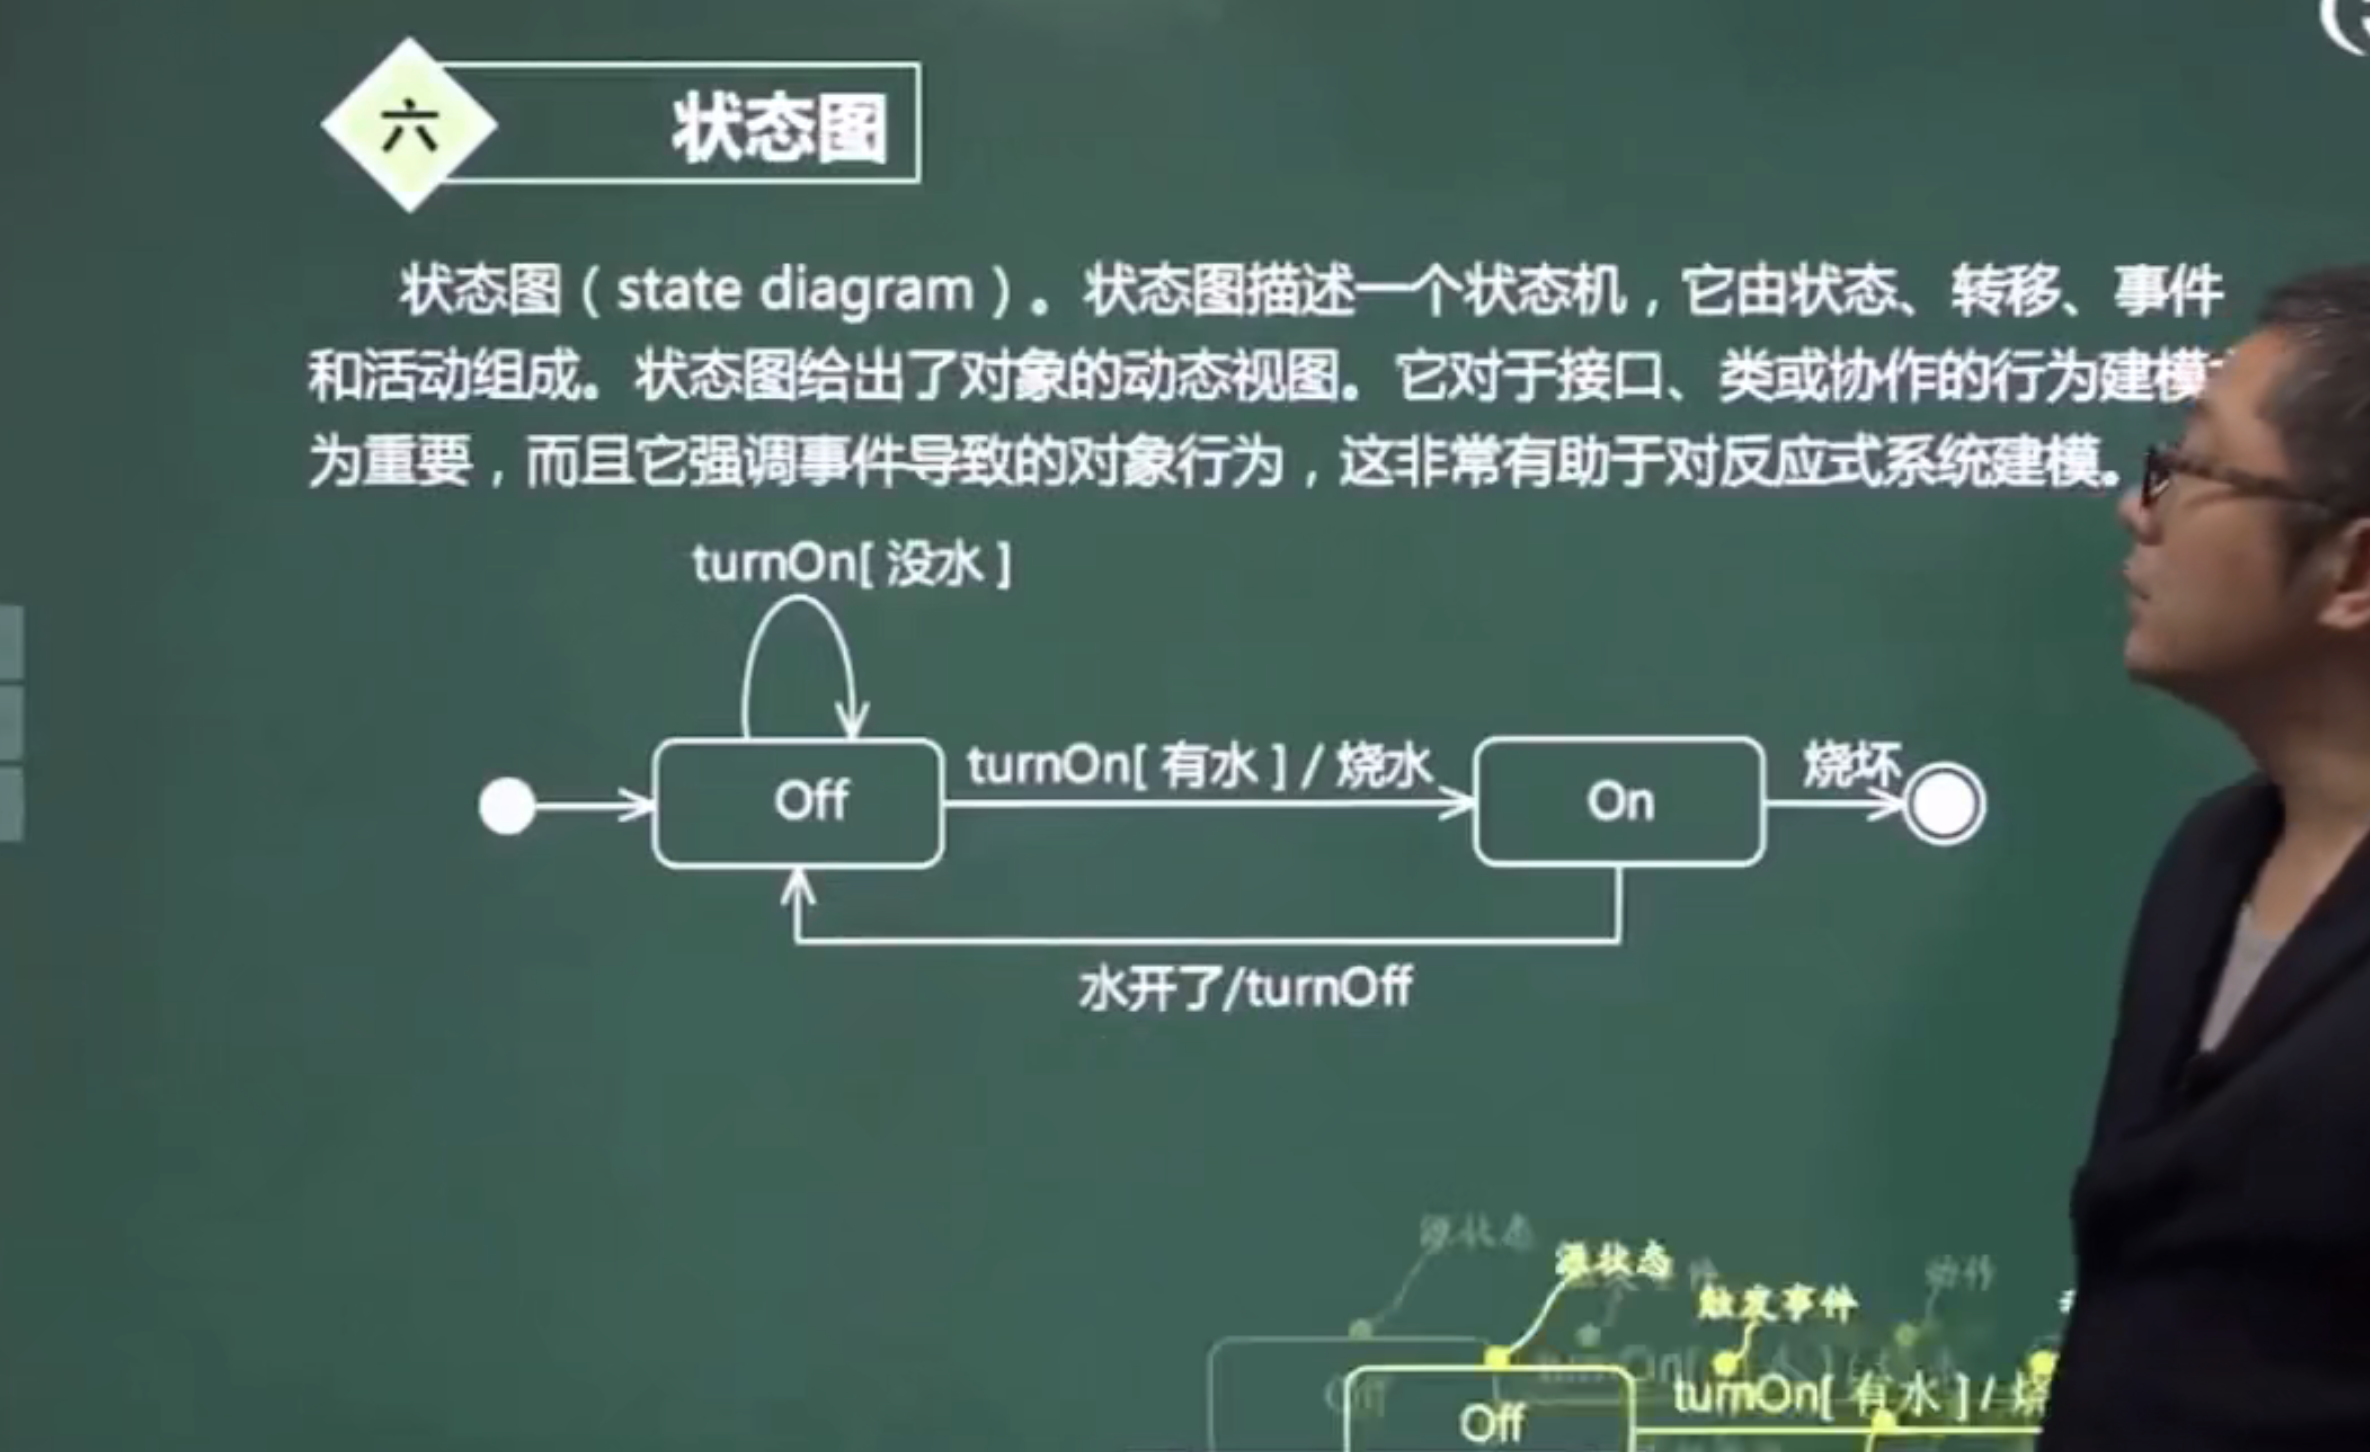 六
状态图
状态图（state diagram）。状态图描述一个状态机，它由状态、转移、事件
和活动组成。状态图给出了对象的动态视图。它对于接口、类或协作的行为建模
为重要，而且它强调事件导致的对象行为，这非常有助于对反应式系统建模。
turnOn[ 没水 ]
Off
turnOn[ 有水 ] / 烧水
On
烧坏
水开了/turnOff
源状态
源状态
触发事件
动作
Off
turnOn[ 有水 ] / 烧
Off